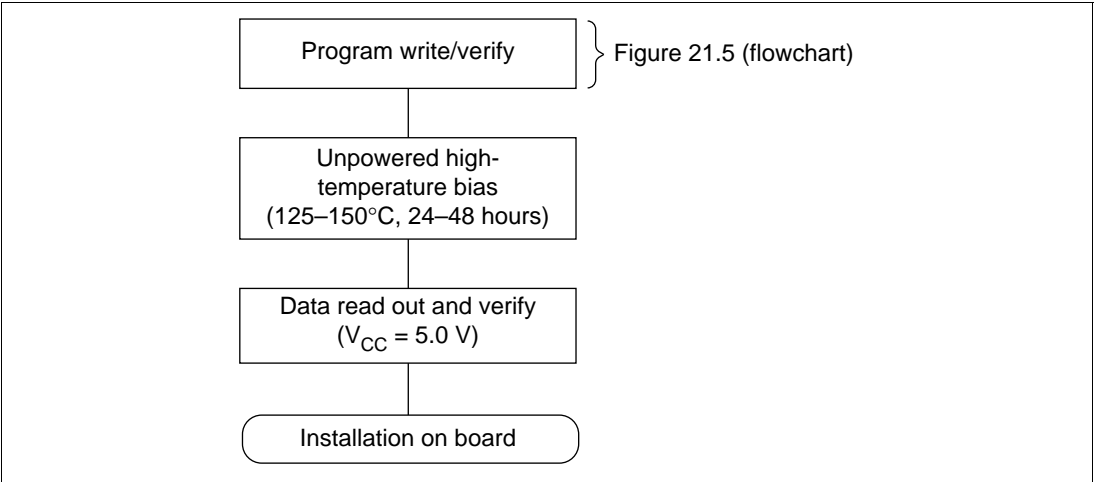 Program write/verify
Figure 21.5 (flowchart)
Unpowered high-
temperature bias
(125–150°C, 24–48 hours)
Data read out and verify
(VCC = 5.0 V)
Installation on board